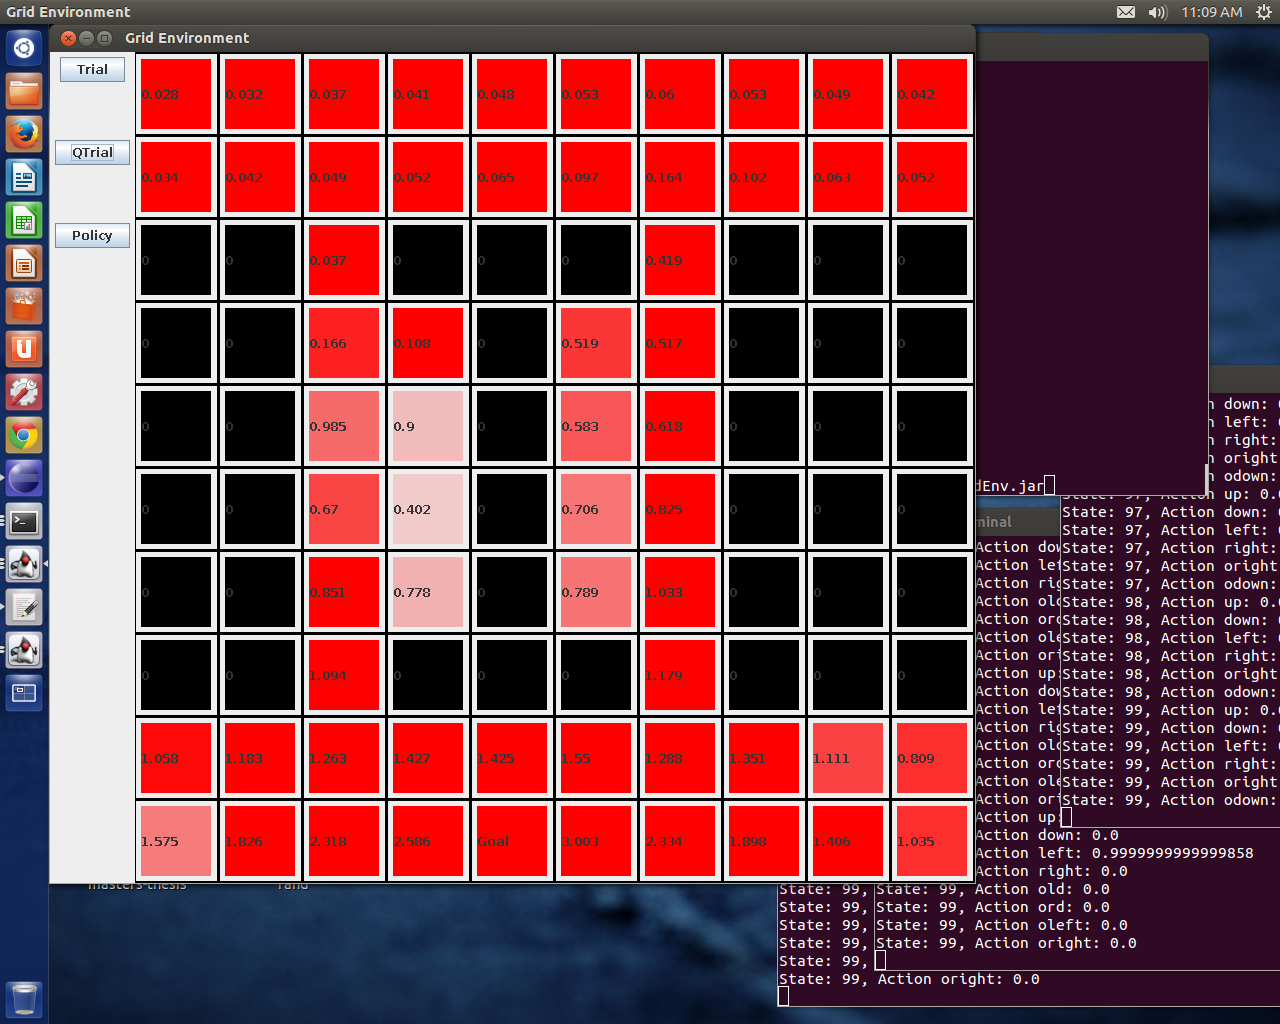 Grid Environment
11:09 AM
Grid Environment
Trial
0.028 0.032 0.037 0.041 0.048 0.053 0.06 0.053 0.049 0.042
QTrial
0.034 0.042 0.049 0.052 0.065 0.097 0.164 0.102 0.063 0.052
Policy
0 0 0.037 0 0 0 0.419 0 0 0
0 0 0.166 0.108 0 0.519 0.517 0 0 0
0 0 0.985 0.9 0 0.583 0.618 0 0 0
0 0 0.67 0.402 0 0.706 0.825 0 0 0
0 0 0.851 0.778 0 0.789 1.033 0 0 0
0 0 1.094 0 0 0 1.179 0 0 0
1.058 1.183 1.263 1.427 1.425 1.55 1.288 1.351 1.111 0.809
1.575 1.826 2.318 2.586 Goal 3.003 2.334 1.898 1.406 1.035
dEnv.jar
minal
n down: 0
n left: 0.
n right:
n oright:
n odown:
n up: 0.0
State: 97, Action down: 0
State: 97, Action left: 0
State: 97, Action right:
State: 97, Action oright
State: 97, Action odown:
State: 98, Action up: 0.0
State: 98, Action down: 0
State: 98, Action left: 0
State: 98, Action right:
State: 98, Action oright
State: 98, Action odown:
State: 99, Action up: 0.0
State: 99, Action down: 0
State: 99, Action left: 0
State: 99, Action right:
State: 99, Action oright
State: 99, Action odown:
Action dow
Action lef
Action rig
Action old
Action ord
Action ole
Action ori
Action up:
Action dow
Action lef
Action rig
Action old
Action ord
Action ole
Action ori
Action up:
Action down: 0.0
Action left: 0.9999999999999858
Action right: 0.0
State: 99, State: 99, Action old: 0.0
State: 99, State: 99, Action ord: 0.0
State: 99, State: 99, Action oleft: 0.0
State: 99, State: 99, Action oright: 0.0
State: 99,
State: 99, Action oright: 0.0
masters-thesis rand